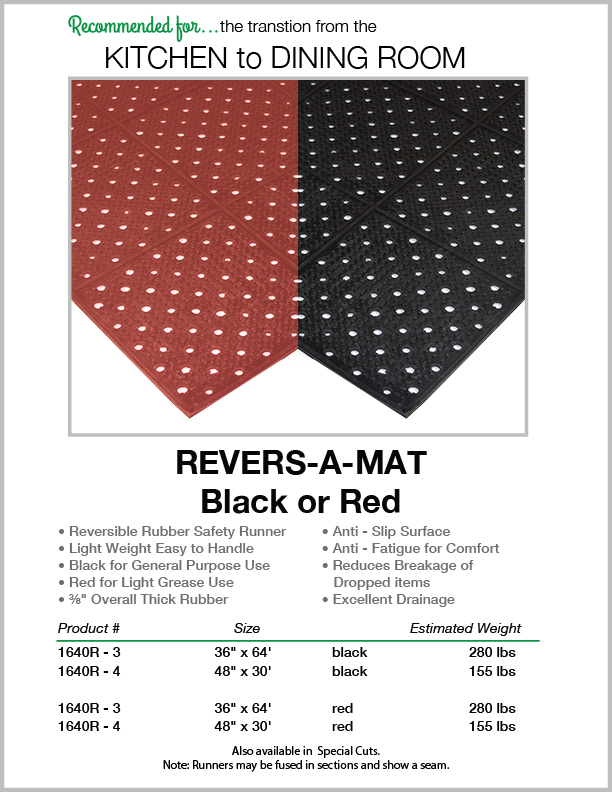 Recommended for...the transtion from the
KITCHEN to DINING ROOM
REVERS-A-MAT
Black or Red
• Reversible Rubber Safety Runner
• Light Weight Easy to Handle
• Black for General Purpose Use
• Red for Light Grease Use
• ⅜" Overall Thick Rubber
• Anti - Slip Surface
• Anti - Fatigue for Comfort
• Reduces Breakage of
Dropped items
• Excellent Drainage
Product # Size Estimated Weight
1640R - 3 36" x 64' black 280 lbs
1640R - 4 48" x 30' black 155 lbs
1640R - 3 36" x 64' red 280 lbs
1640R - 4 48" x 30' red 155 lbs
Also available in Special Cuts.
Note: Runners may be fused in sections and show a seam.